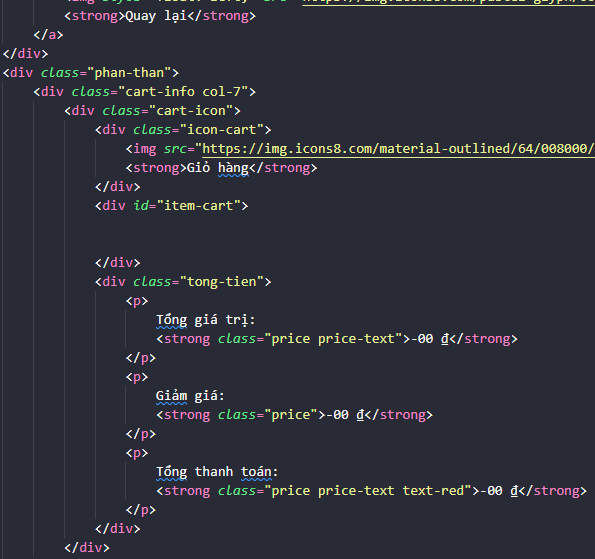 <strong>Quay lại</strong>
</a>
</div>
<div class="phan-than">
<div class="cart-info col-7">
<div class="cart-icon">
<div class="icon-cart">
<img src="https://img.icons8.com/material-outlined/64/008000/
<strong>Giỏ hàng</strong>
</div>
<div id="item-cart">
</div>
<div class="tong-tien">
<p>
Tổng giá trị:
<strong class="price price-text">-00 ₫</strong>
</p>
<p>
Giảm giá:
<strong class="price">-00 ₫</strong>
</p>
<p>
Tổng thanh toán:
<strong class="price price-text text-red">-00 ₫</strong>
</p>
</div>
</div>